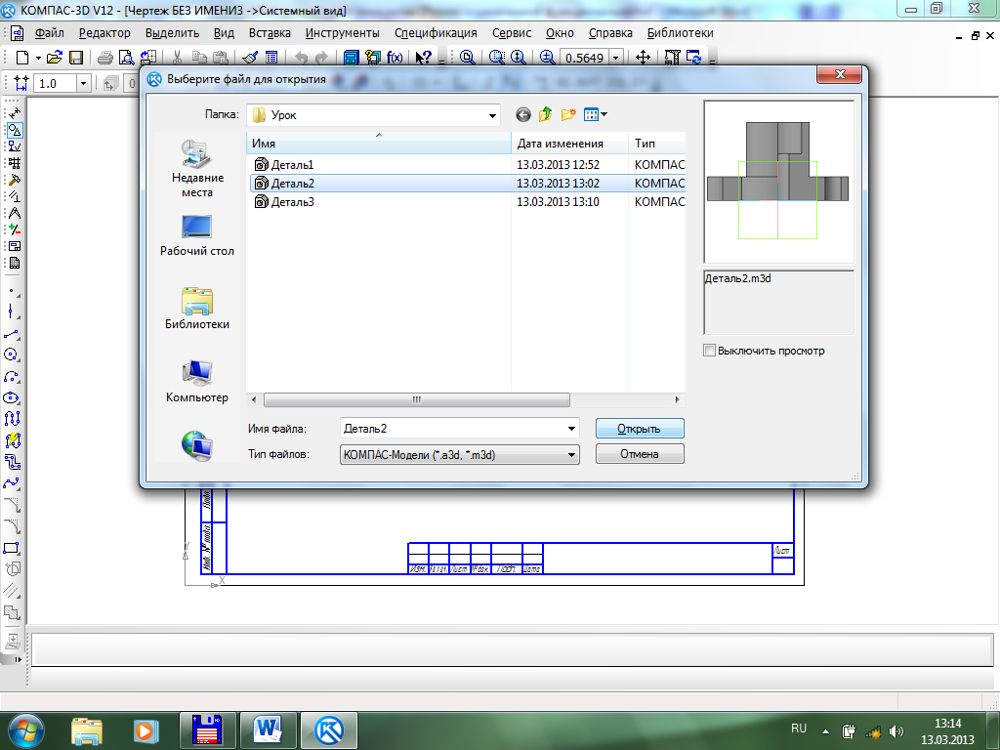 КОМПАС-3D V12 - [Чертеж БЕЗ ИМЕНИ3 ->Системный вид]
Файл Редактор Выделить Вид Вставка Инструменты Спецификация Сервис Окно Справка Библиотеки
0.5649
f(x)
1.0
0
Выберите файл для открытия
Папка: Урок
Имя Дата изменения Тип
Деталь1 13.03.2013 12:52 КОМПАС
Деталь2 13.03.2013 13:02 КОМПАС
Деталь3 13.03.2013 13:10 КОМПАС
Недавние места
Рабочий стол
Библиотеки
Компьютер
Деталь2.m3d
Выключить просмотр
Имя файла: Деталь2 Открыть
Тип файлов: КОМПАС-Модели (*.a3d, *.m3d) Отмена
Лист
Изм. Лист № док. Подп. Дата
Y
X
RU
13:14
13.03.2013